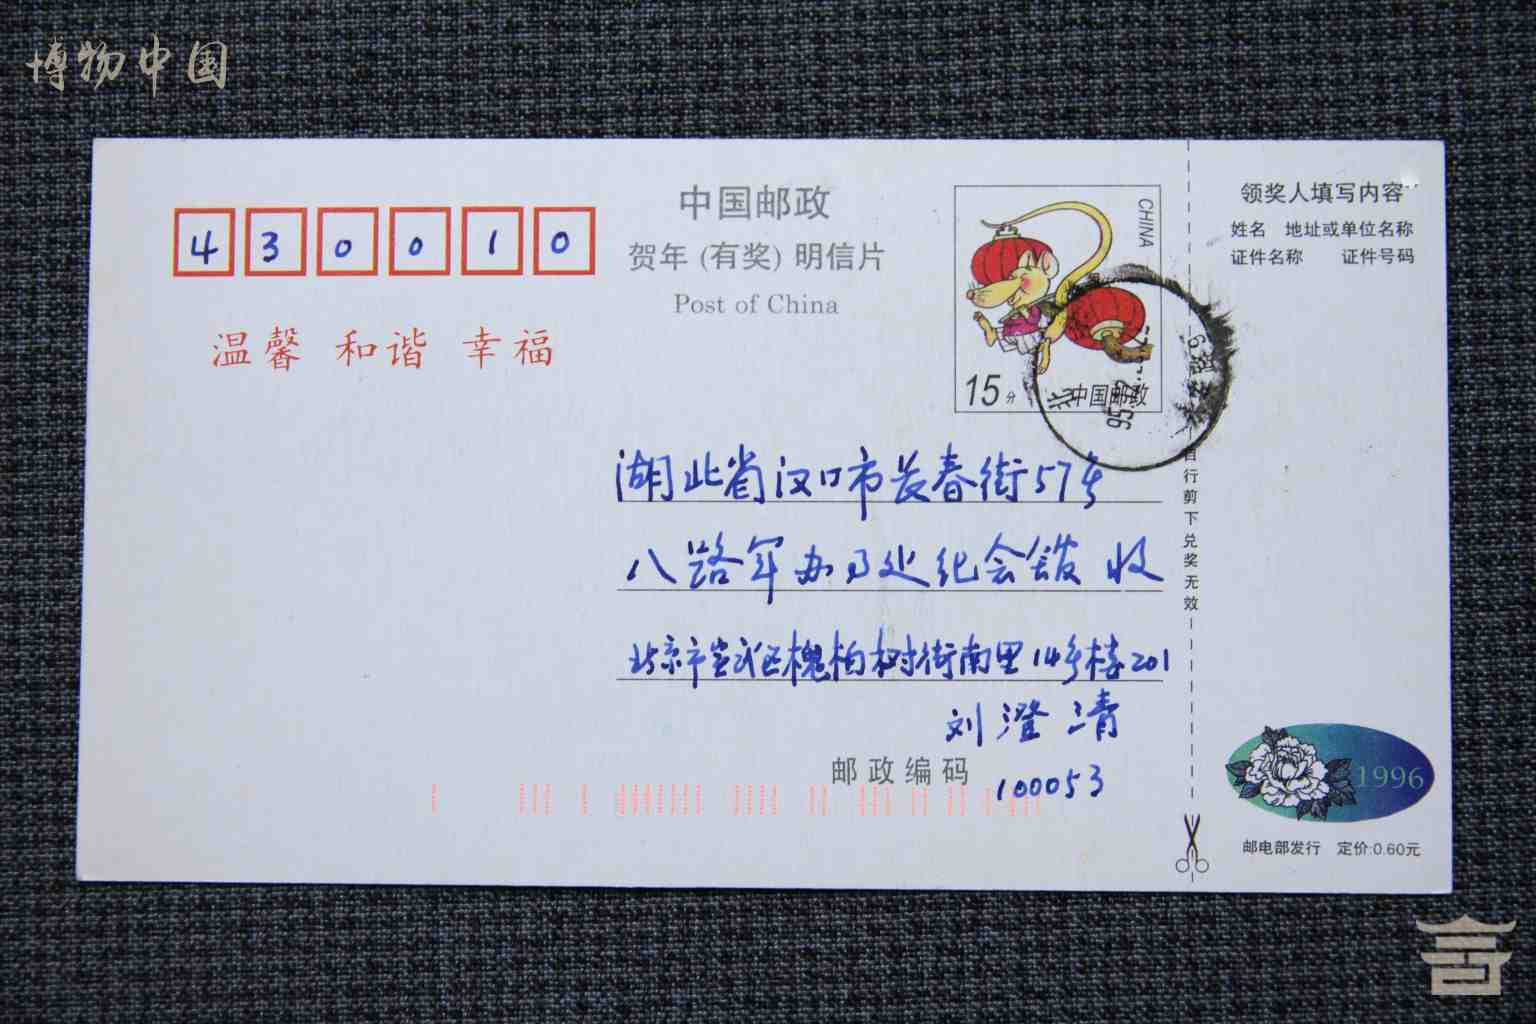 博物中国
430010
中国邮政
贺年(有奖)明信片
Post of China
温馨 和谐 幸福
CHINA
15分
中国邮政
北
领奖人填写内容
姓名 地址或单位名称
证件名称 证件号码
湖北省汉口市长春街57号
八路军办事处纪念馆 收
北京市宣武区槐柏树街南里14号楼201
刘澄清
邮政编码 100053
自行剪下兑奖无效
1996
邮电部发行 定价:0.60元